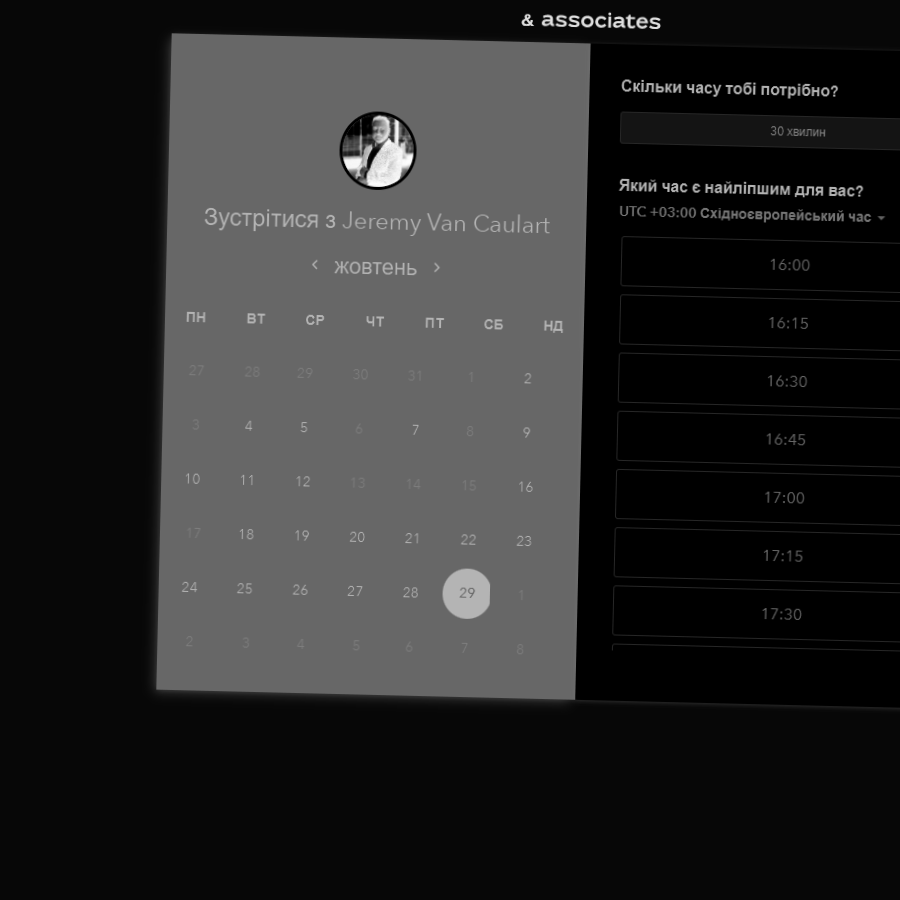 & associates
Зустрітися з Jeremy Van Caulart
‹ жовтень ›
ПН ВТ СР ЧТ ПТ СБ НД
27 28 29 30 31 1 2
3 4 5 6 7 8 9
10 11 12 13 14 15 16
17 18 19 20 21 22 23
24 25 26 27 28 29 1
2 3 4 5 6 7 8
Скільки часу тобі потрібно?
30 хвилин
Який час є найліпшим для вас?
UTC +03:00 Східноєвропейський час
16:00
16:15
16:30
16:45
17:00
17:15
17:30